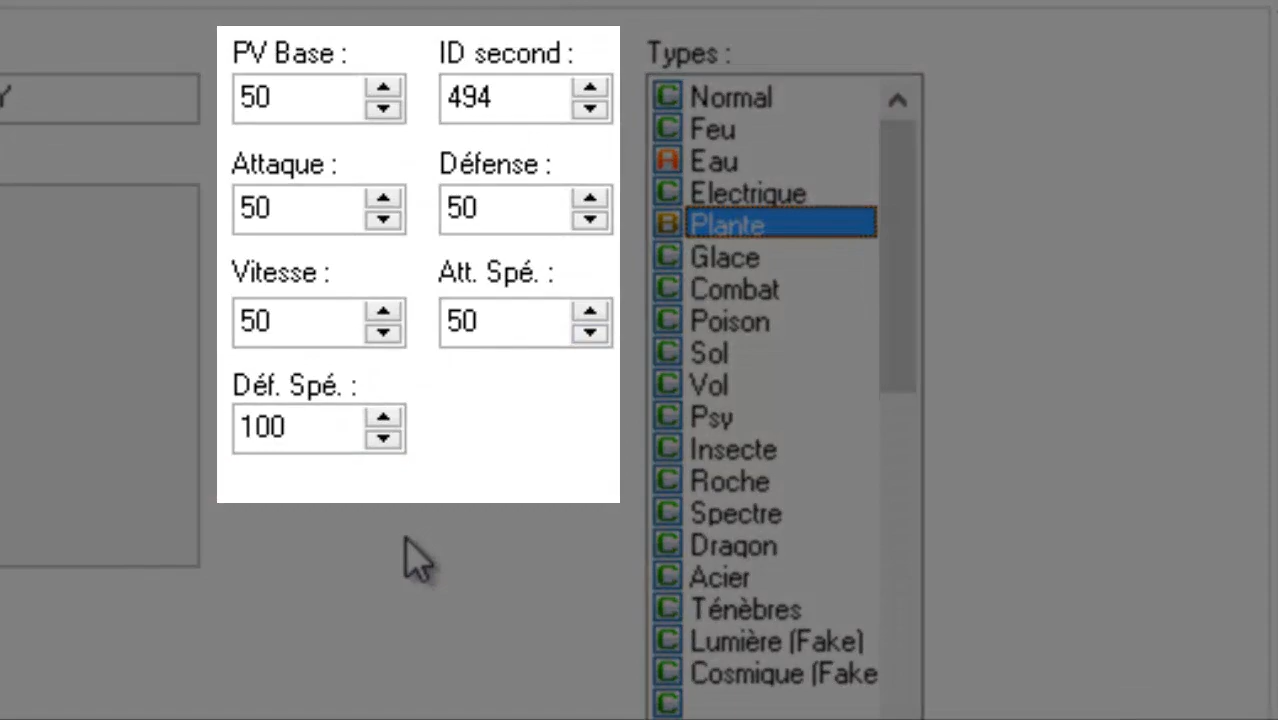 PV Base :
50
ID second :
494
Attaque :
50
Défense :
50
Vitesse :
50
Att. Spé. :
50
Déf. Spé. :
100
Types :
C Normal
C Feu
A Eau
C Electrique
B Plante
C Glace
C Combat
C Poison
C Sol
C Vol
C Psy
C Insecte
C Roche
C Spectre
C Dragon
C Acier
C Ténèbres
C Lumière (Fake)
C Cosmique (Fake
C
Y